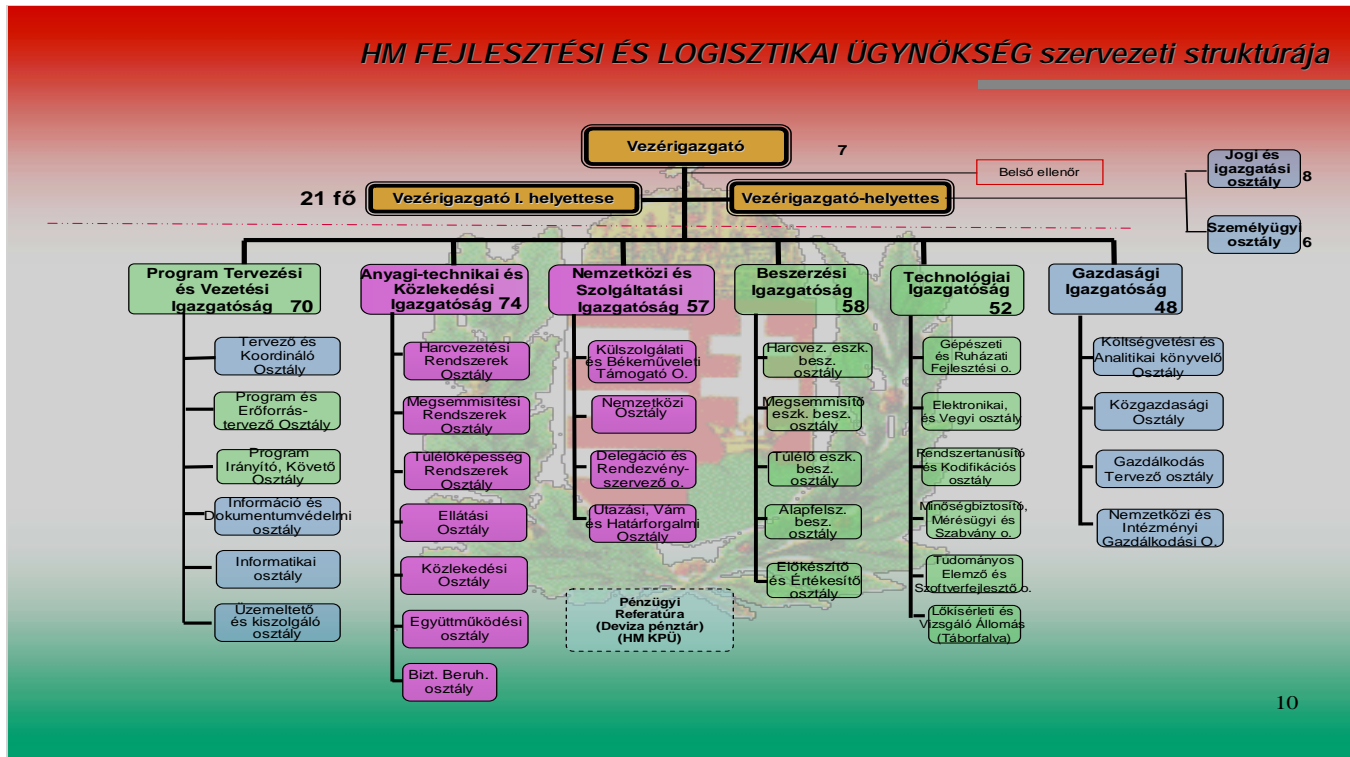 HM FEJLESZTÉSI ÉS LOGISZTIKAI ÜGYNÖKSÉG szervezeti struktúrája
Vezérigazgató
7
Belső ellenőr
Jogi és
igazgatási
osztály
8
21 fő
Vezérigazgató I. helyettese
Vezérigazgató-helyettes
Személyügyi
osztály
6
Program Tervezési
és Vezetési
Igazgatóság 70
Tervező és
Koordináló
Osztály
Program és
Erőforrás-
tervező Osztály
Program
Irányító, Követő
Osztály
Információ és
Dokumentumvédelmi
osztály
Informatikai
osztály
Üzemeltető
és kiszolgáló
osztály
Anyagi-technikai és
Közlekedési
Igazgatóság 74
Harcvezetési
Rendszerek
Osztály
Megsemmisítési
Rendszerek
Osztály
Túlélőképesség
Rendszerek
Osztály
Ellátási
Osztály
Közlekedési
Osztály
Együttműködési
osztály
Bizt. Beruh.
osztály
Nemzetközi és
Szolgáltatási
Igazgatóság 57
Külszolgálati
és Békeműveleti
Támogató O.
Nemzetközi
Osztály
Delegáció és
Rendezvény-
szervező o.
Utazási, Vám
és Határforgalmi
Osztály
Pénzügyi
Referatúra
(Deviza pénztár)
(HM KPÜ)
Beszerzési
Igazgatóság
58
Harcvez. eszk.
besz.
osztály
Megsemmisítő
eszk. besz.
osztály
Túlélő eszk.
besz.
osztály
Alapfelsz.
besz.
osztály
Előkészítő
és Értékesítő
osztály
Technológiai
Igazgatóság
52
Gépészeti
és Ruházati
Fejlesztési o.
Elektronikai,
és Vegyi osztály
Rendszertanúsító
és Kodifikációs
osztály
Minőségbiztosító,
Mérésügyi és
Szabvány o.
Tudományos
Elemző és
Szoftverfejlesztő o.
Lőkísérleti és
Vizsgáló Állomás
(Táborfalva)
Gazdasági
Igazgatóság
48
Költségvetési és
Analitikai könyvelő
Osztály
Közgazdasági
Osztály
Gazdálkodás
Tervező osztály
Nemzetközi és
Intézményi
Gazdálkodási O.
10